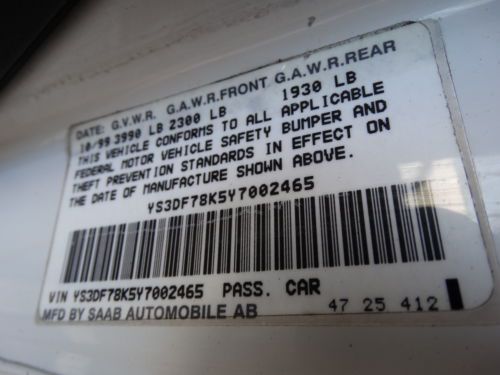 DATE: G.V.W.R. G.A.W.R.FRONT G.A.W.R.REAR
10/99 3990 LB 2300 LB 1930 LB
THIS VEHICLE CONFORMS TO ALL APPLICABLE
FEDERAL MOTOR VEHICLE SAFETY BUMPER AND
THEFT PREVENTION STANDARDS IN EFFECT ON
THE DATE OF MANUFACTURE SHOWN ABOVE.
YS3DF78K5Y7002465
VIN YS3DF78K5Y7002465 PASS. CAR
MFD BY SAAB AUTOMOBILE AB 47 25 412